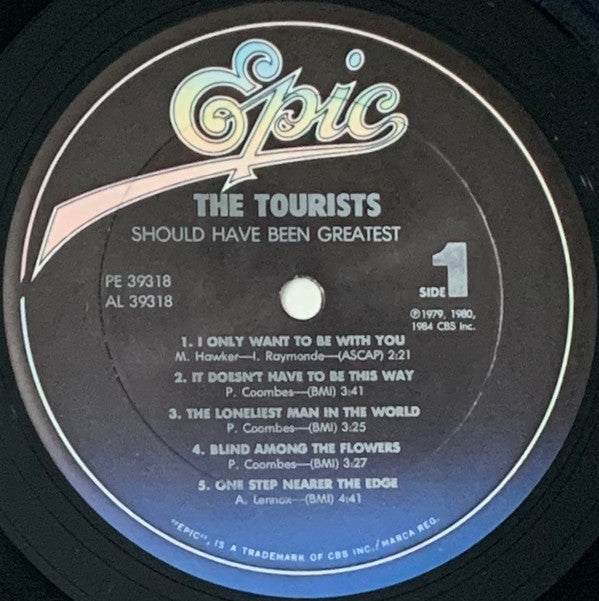 Epic
THE TOURISTS
SHOULD HAVE BEEN GREATEST
PE 39318
AL 39318
SIDE 1
℗1979, 1980,
1984 CBS Inc.
1. I ONLY WANT TO BE WITH YOU
M. Hawker—I. Raymonde—(ASCAP) 2:21
2. IT DOESN'T HAVE TO BE THIS WAY
P. Coombes—(BMI) 3:41
3. THE LONELIEST MAN IN THE WORLD
P. Coombes—(BMI) 3:25
4. BLIND AMONG THE FLOWERS
P. Coombes—(BMI) 3:27
5. ONE STEP NEARER THE EDGE
A. Lennox—(BMI) 4:41
"EPIC", IS A TRADEMARK OF CBS INC./MARCA REG.